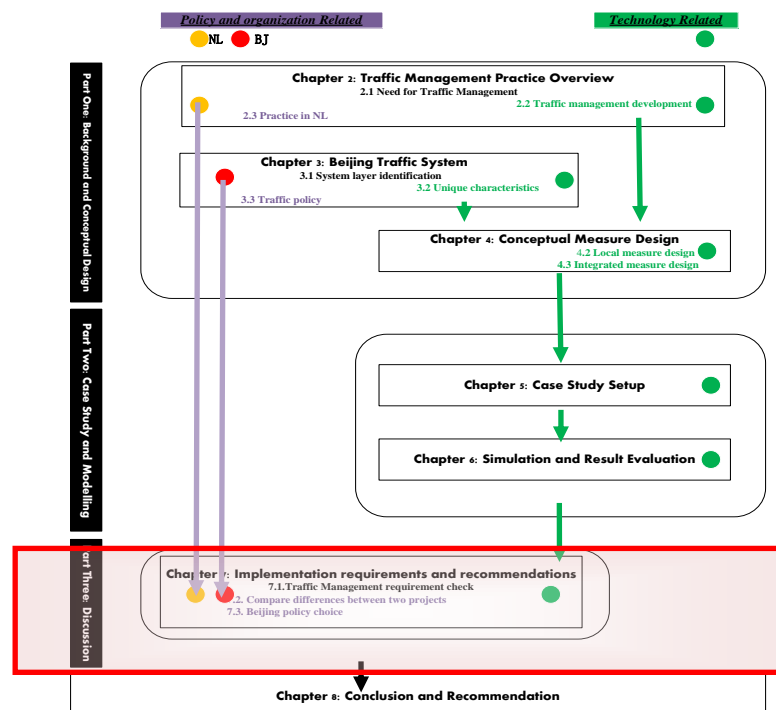 Policy and organization Related
Technology Related
NL BJ
Part One: Background and Conceptual Design
Chapter 2: Traffic Management Practice Overview
2.1 Need for Traffic Management
2.2 Traffic management development
2.3 Practice in NL
Chapter 3: Beijing Traffic System
3.1 System layer identification
3.2 Unique characteristics
3.3 Traffic policy
Chapter 4: Conceptual Measure Design
4.2 Local measure design
4.3 Integrated measure design
Part Two: Case Study and Modelling
Chapter 5: Case Study Setup
Chapter 6: Simulation and Result Evaluation
Part Three: Discussion
Chapter 7: Implementation requirements and recommendations
7.1.Traffic Management requirement check
7.2. Compare differences between two projects
7.3. Beijing policy choice
Chapter 8: Conclusion and Recommendation